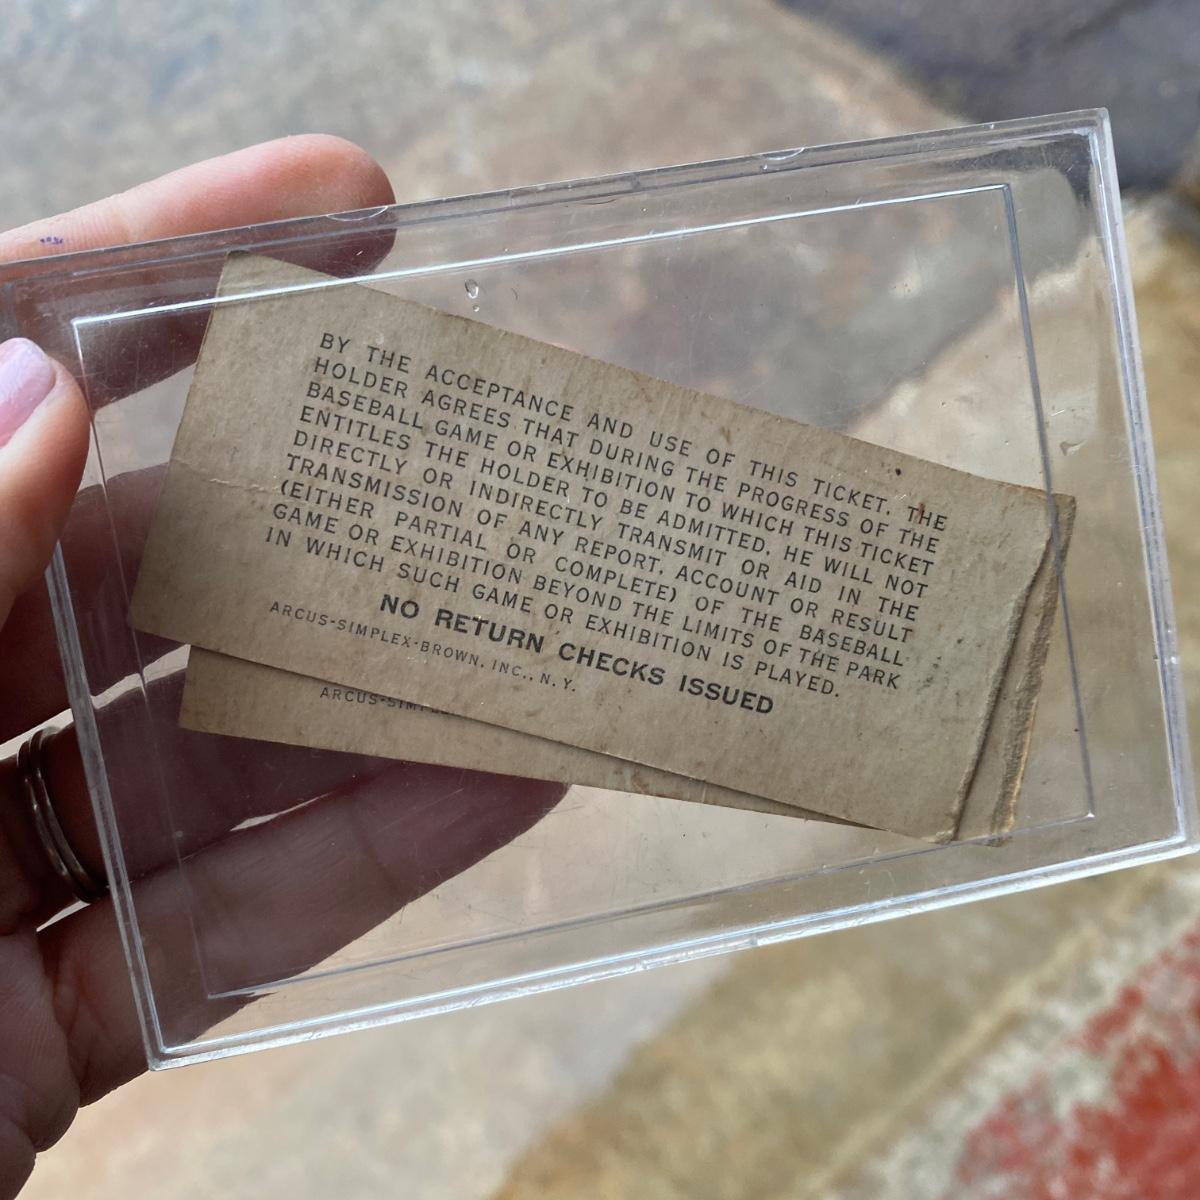 BY THE ACCEPTANCE AND USE OF THIS TICKET, THE
HOLDER AGREES THAT DURING THE PROGRESS OF THE
BASEBALL GAME OR EXHIBITION TO WHICH THIS TICKET
ENTITLES THE HOLDER TO BE ADMITTED, HE WILL NOT
DIRECTLY OR INDIRECTLY TRANSMIT OR AID IN THE
TRANSMISSION OF ANY REPORT, ACCOUNT OR RESULT
(EITHER PARTIAL OR COMPLETE) OF THE BASEBALL
GAME OR EXHIBITION BEYOND THE LIMITS OF THE PARK
IN WHICH SUCH GAME OR EXHIBITION IS PLAYED.
NO RETURN CHECKS ISSUED
ARCUS-SIMPLEX-BROWN, INC., N. Y.
ARCUS-SIMPL